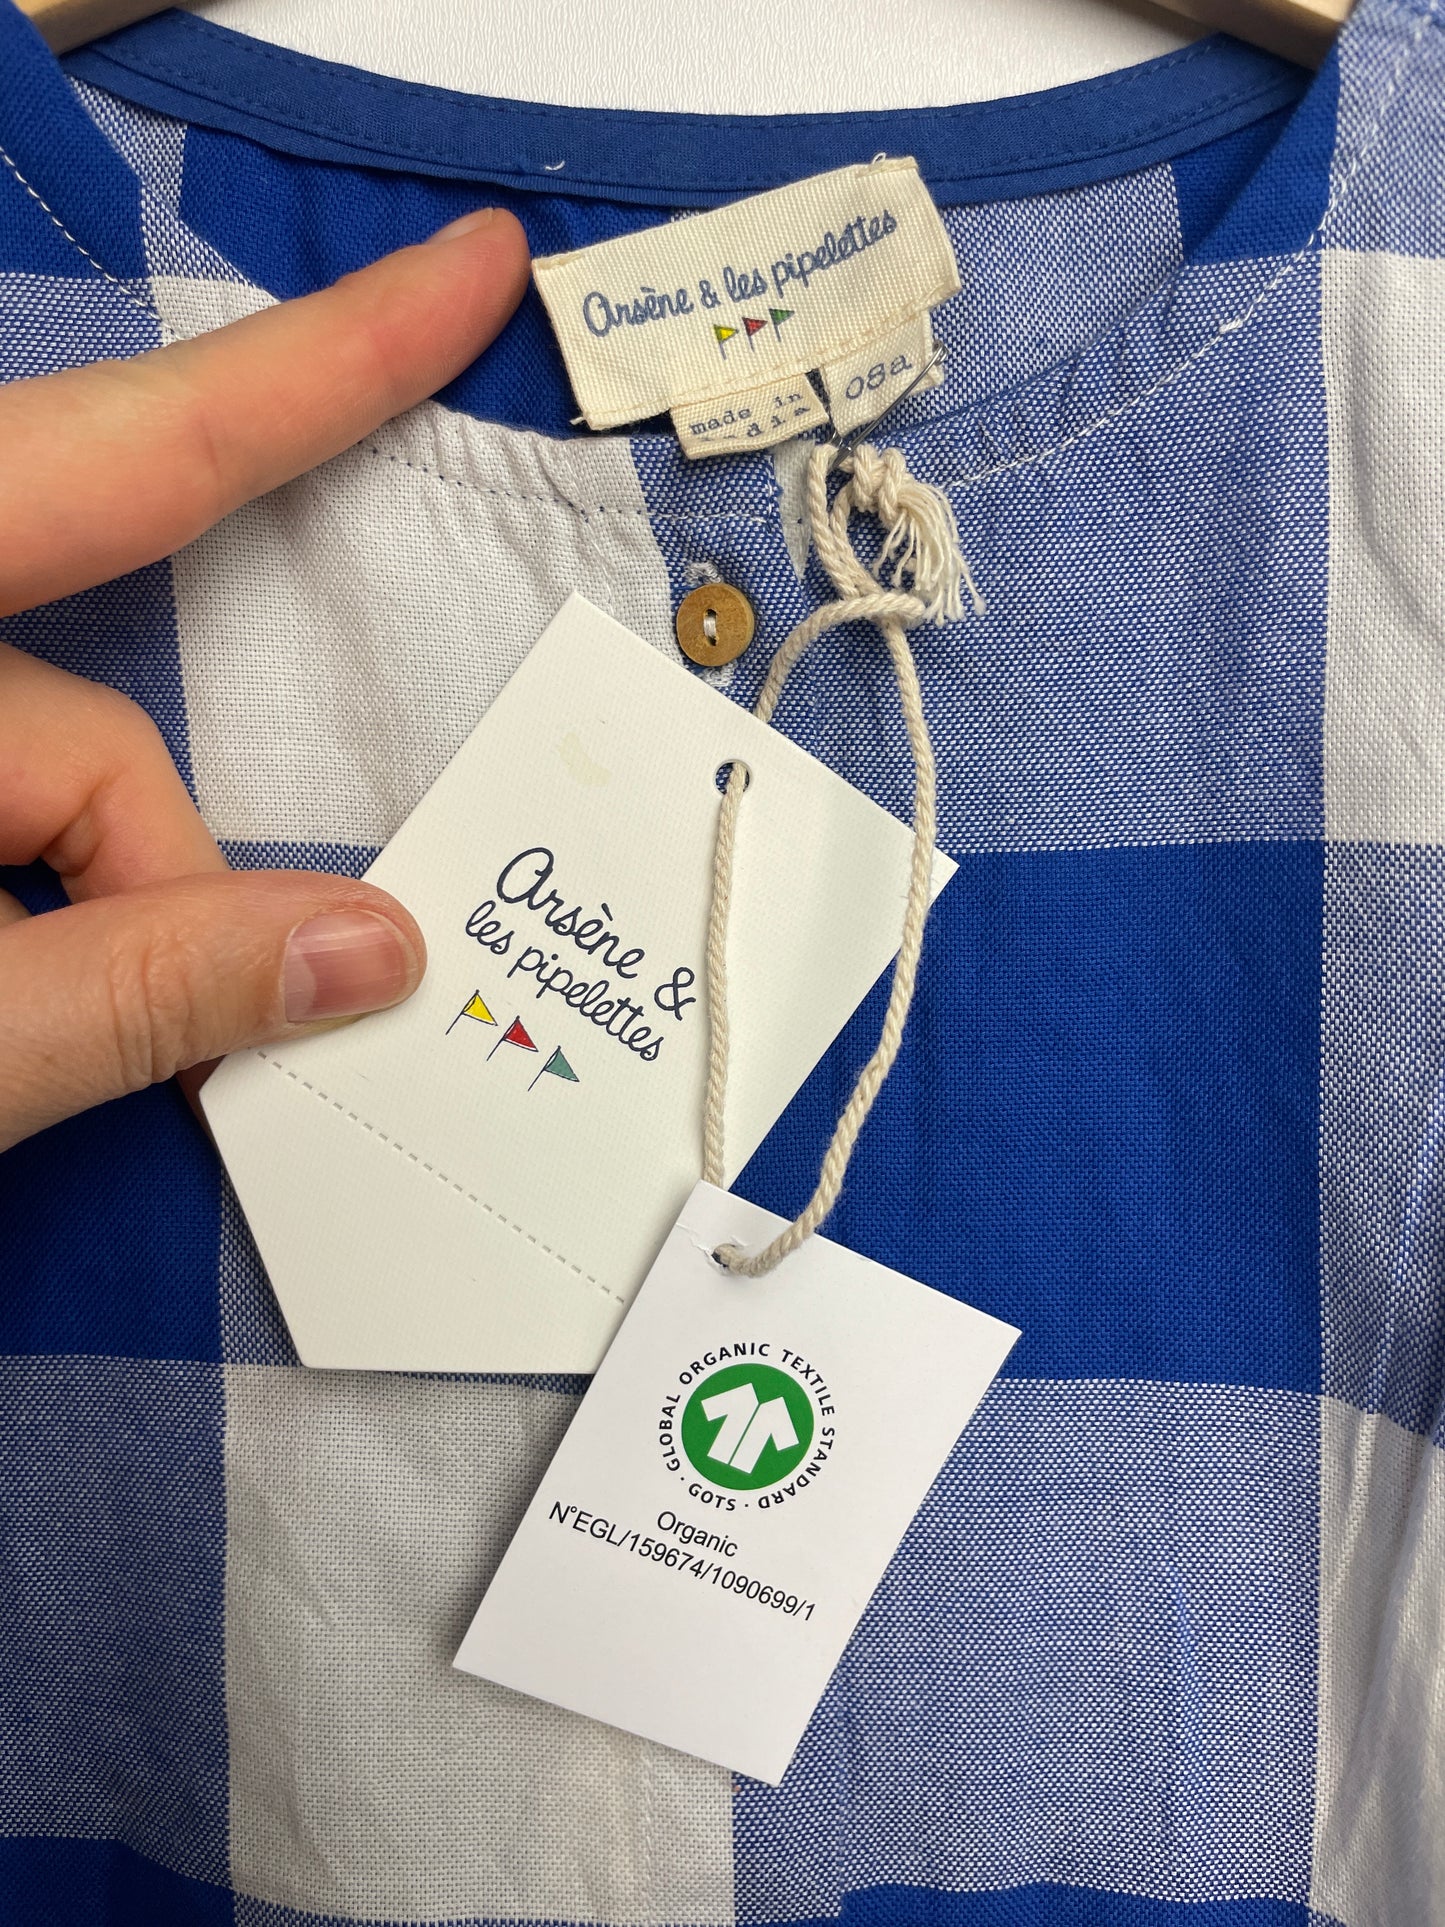 Arsène & les pipelettes
made in
india
08a
Arsène &
les pipelettes
GLOBAL ORGANIC TEXTILE STANDARD · GOTS ·
Organic
N°EGL/159674/1090699/1